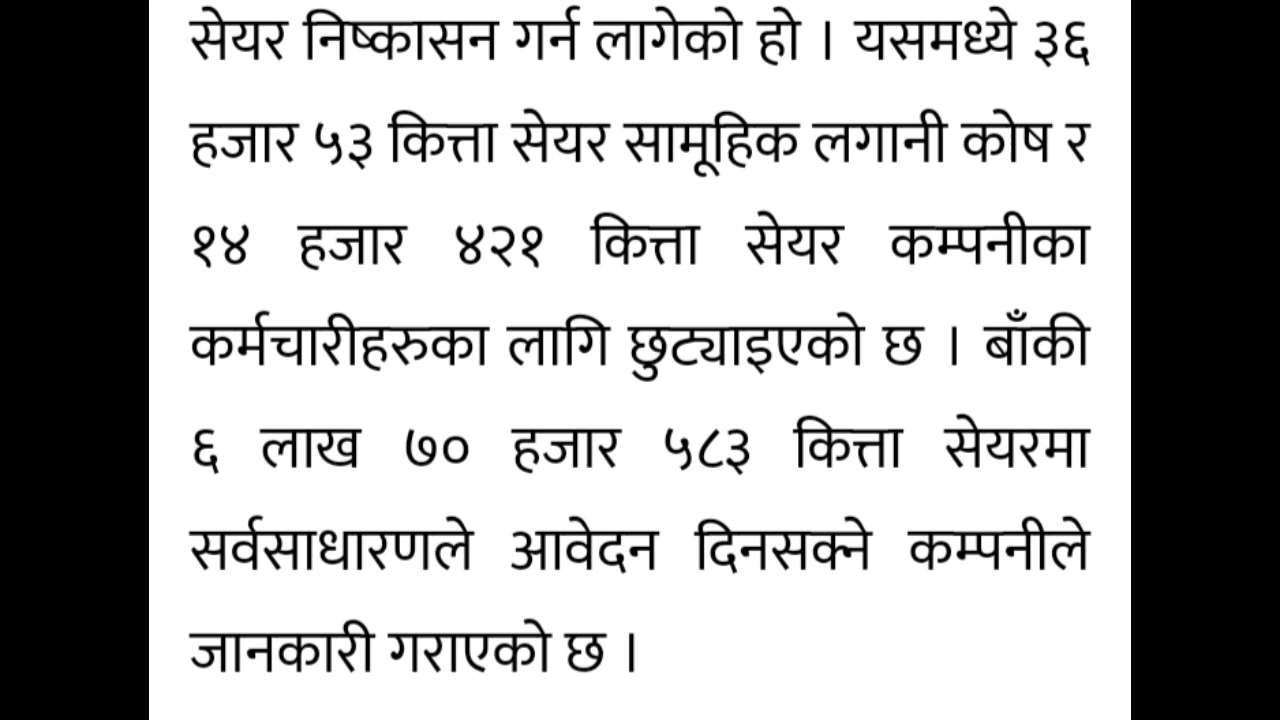 सेयर निष्कासन गर्न लागेको हो । यसमध्ये ३६
हजार ५३ कित्ता सेयर सामूहिक लगानी कोष र
१४ हजार ४२१ कित्ता सेयर कम्पनीका
कर्मचारीहरुका लागि छुट्याइएको छ । बाँकी
६ लाख ७० हजार ५८३ कित्ता सेयरमा
सर्वसाधारणले आवेदन दिनसक्ने कम्पनीले
जानकारी गराएको छ ।